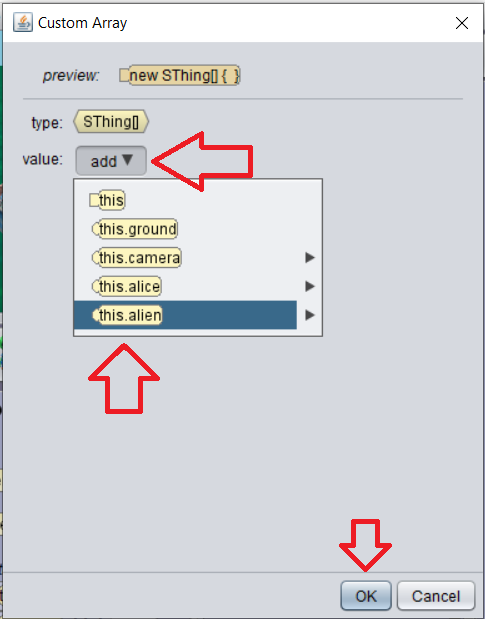 Custom Array
preview: new SThing[] { }
type: SThing[]
value: add
this
this.ground
this.camera
this.alice
this.alien
OK Cancel